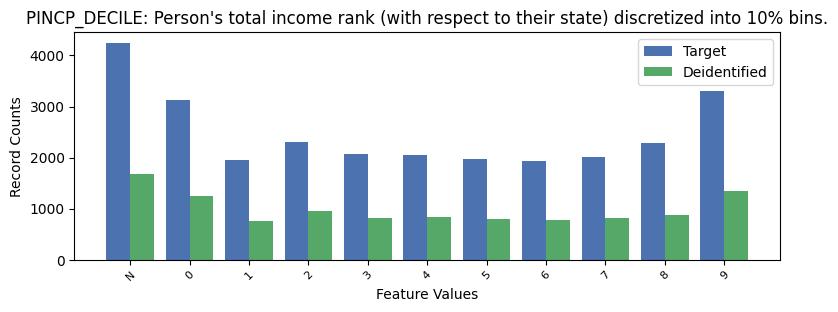 PINCP_DECILE: Person's total income rank (with respect to their state) discretized into 10% bins.
Target
Deidentified
Record Counts
4000
3000
2000
1000
0
N 0 1 2 3 4 5 6 7 8 9
Feature Values